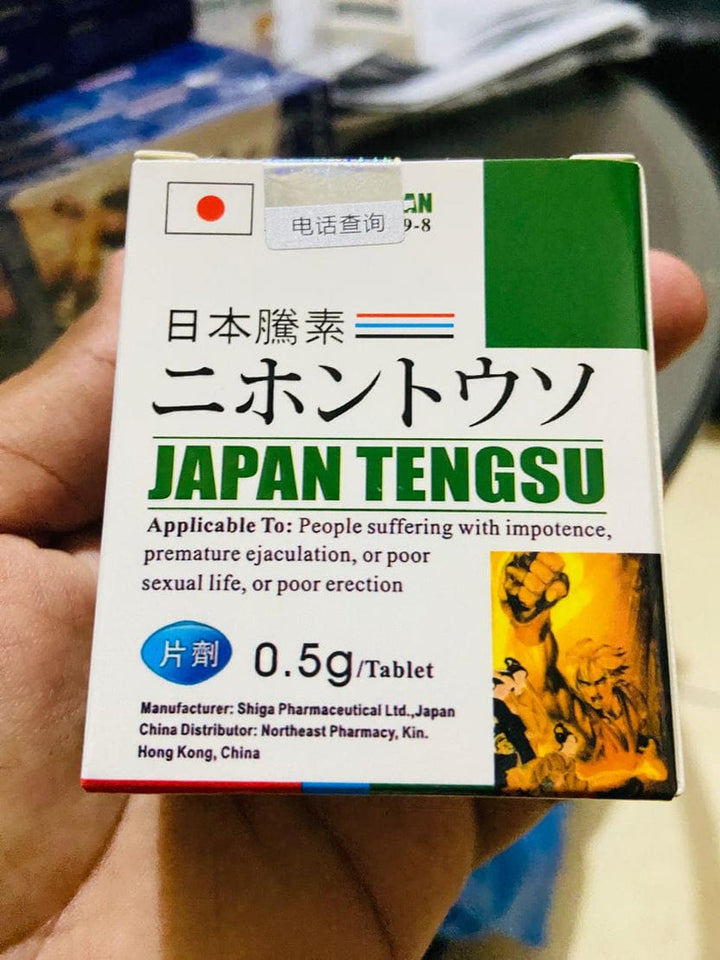 电话查询
AN
9-8
日本騰素
ニホントウソ
JAPAN TENGSU
Applicable To: People suffering with impotence,
premature ejaculation, or poor
sexual life, or poor erection
片劑
0.5g/Tablet
Manufacturer: Shiga Pharmaceutical Ltd.,Japan
China Distributor: Northeast Pharmacy, Kin.
Hong Kong, China